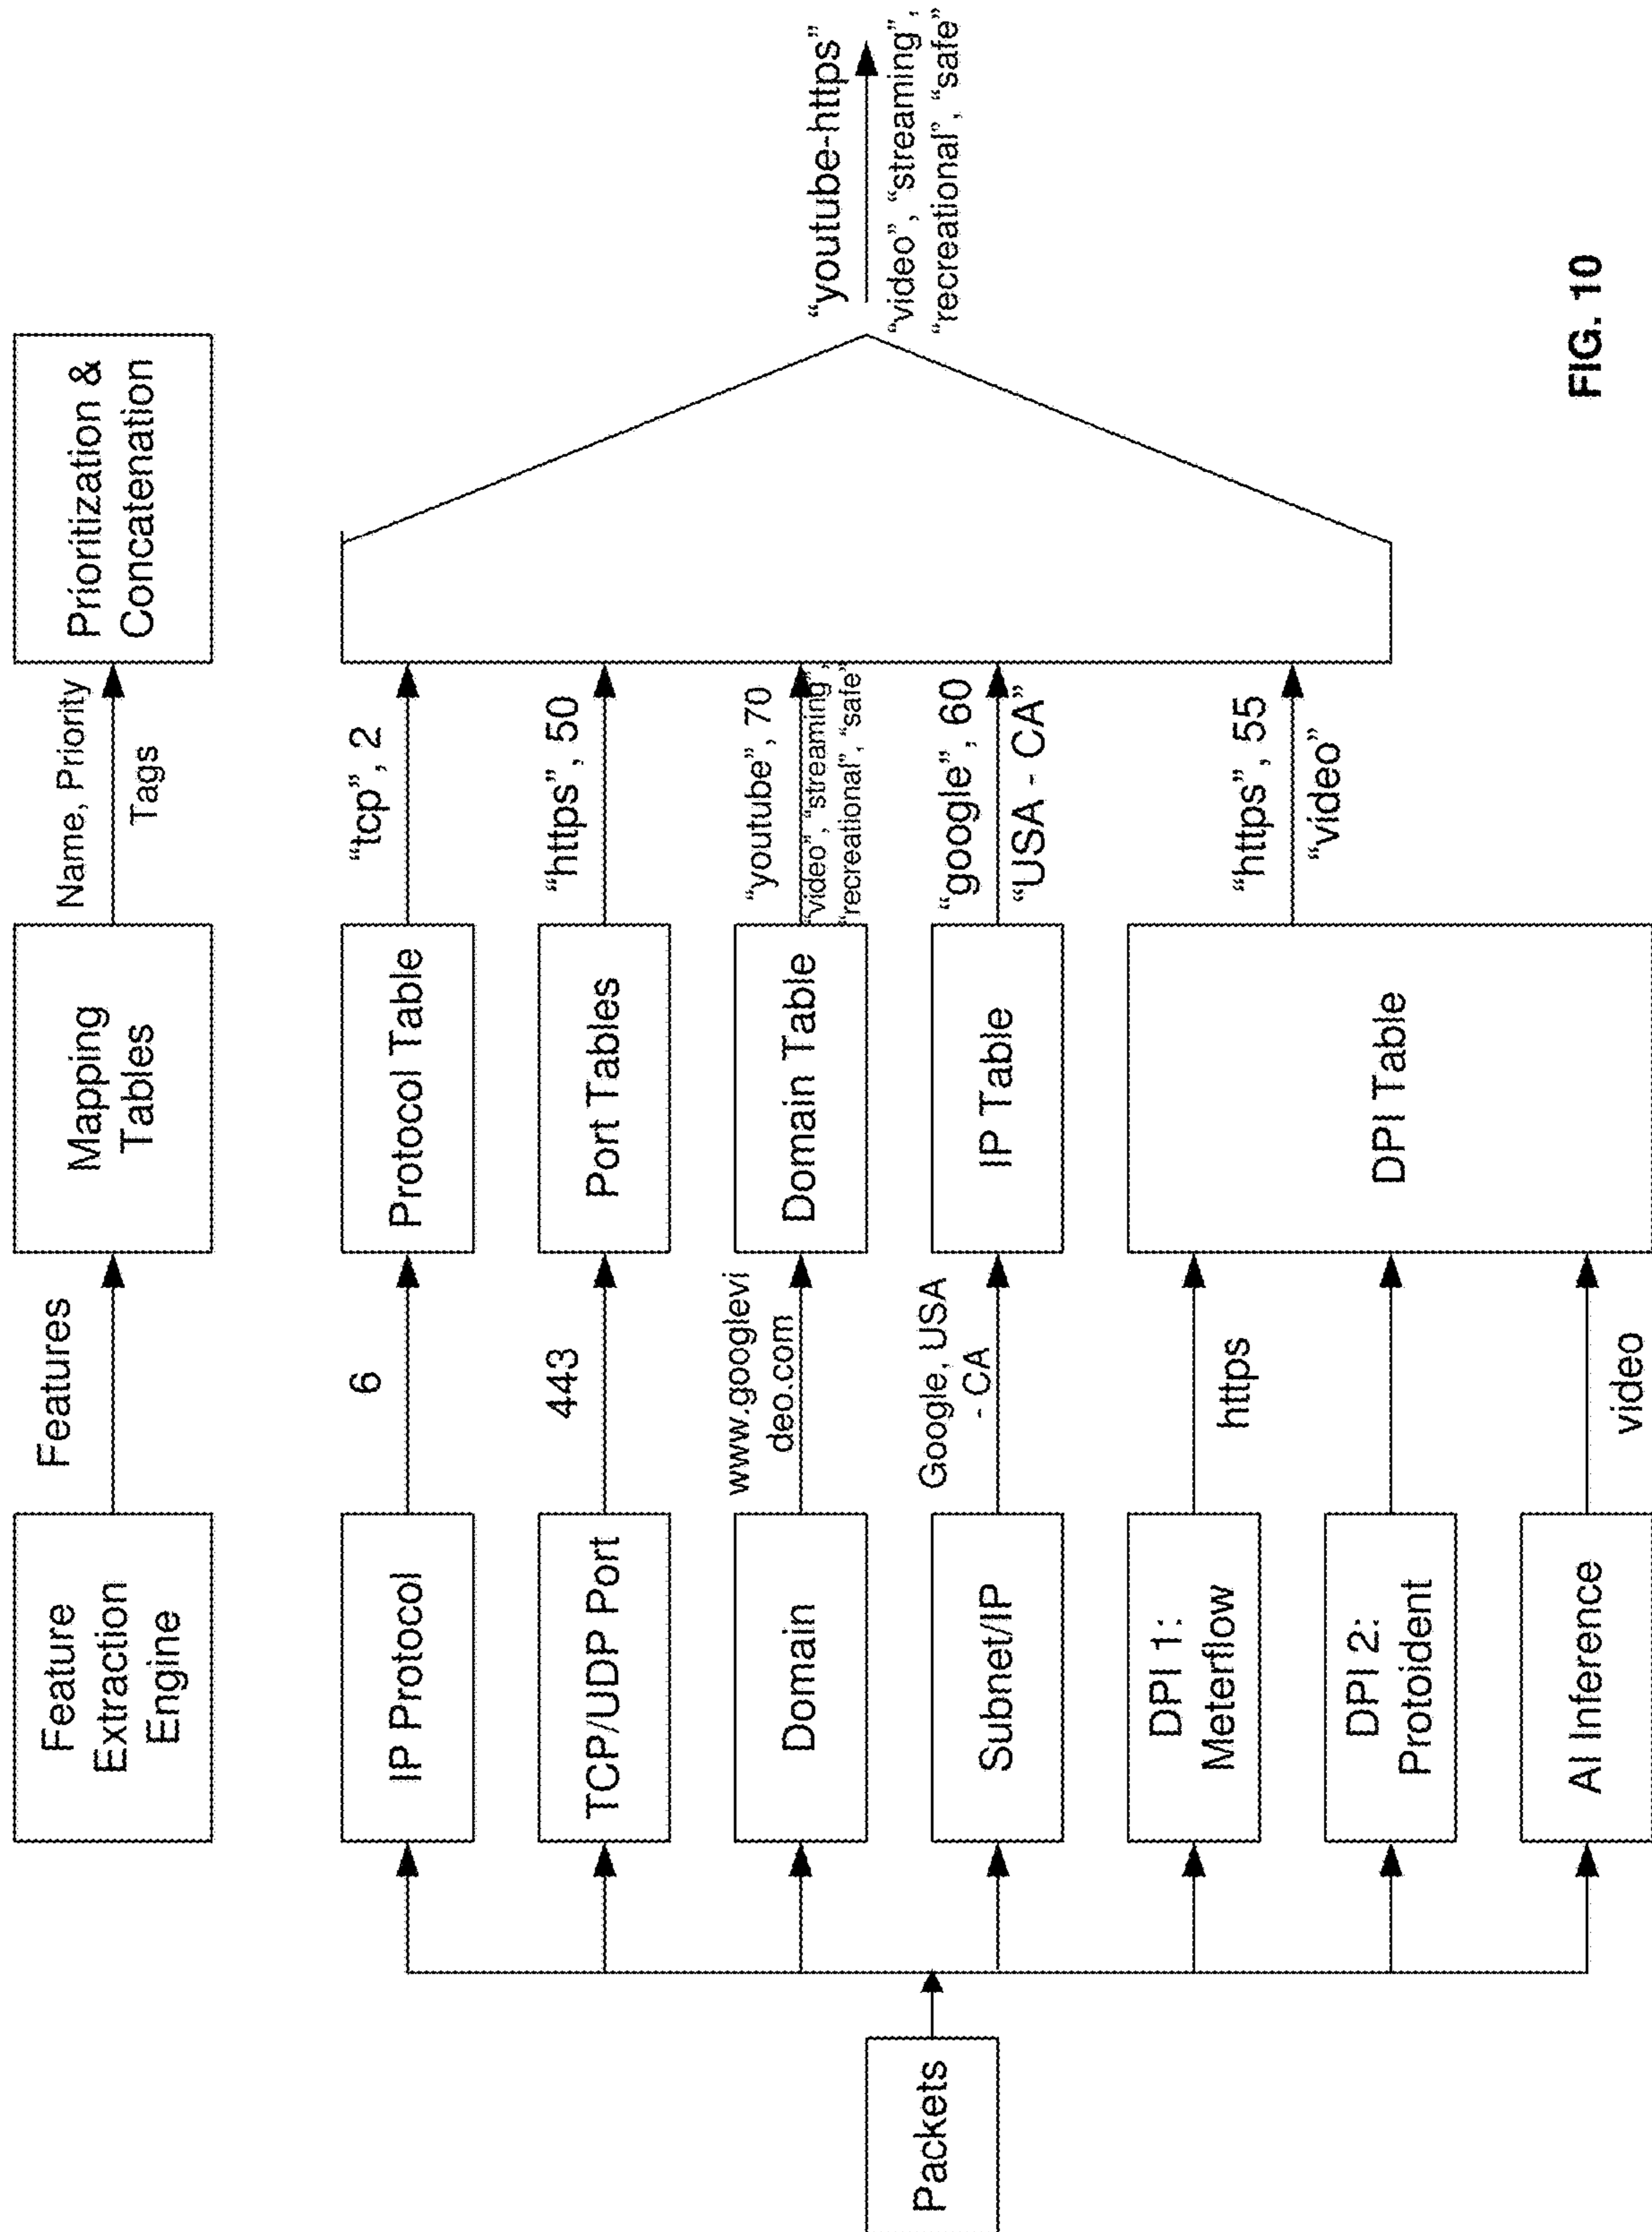 Feature
Extraction
Engine
Features
Mapping
Tables
Name, Priority
Tags
Prioritization &
Concatenation
Packets
IP Protocol
6
Protocol Table
“tcp”, 2
TCP/UDP Port
443
Port Tables
“https”, 50
Domain
www.googlevi
deo.com
Domain Table
“youtube”, 70
“video”, “streaming”,
“recreational”, “safe”
Subnet/IP
Google, USA
- CA
IP Table
“google”, 60
“USA - CA”
DPI 1:
Meterflow
https
DPI 2:
Protoident
AI Inference
video
DPI Table
“https”, 55
“video”
“youtube-https”
“video”, “streaming”,
“recreational”, “safe”
FIG. 10